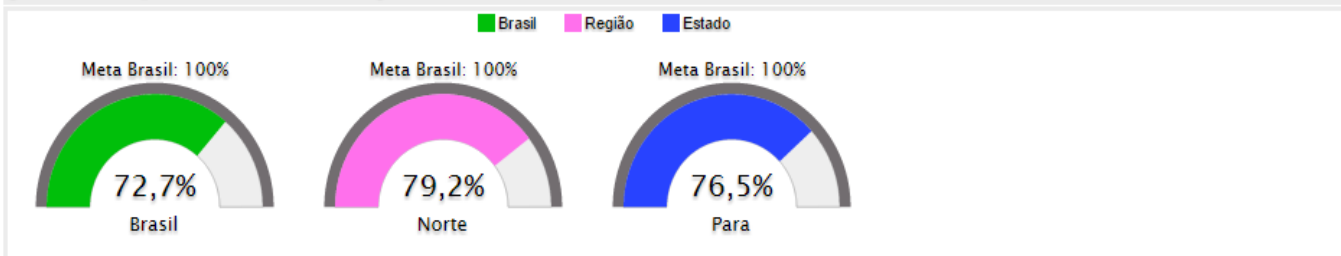 Brasil Região Estado
Meta Brasil: 100% Meta Brasil: 100% Meta Brasil: 100%
72,7% 79,2% 76,5%
Brasil Norte Para